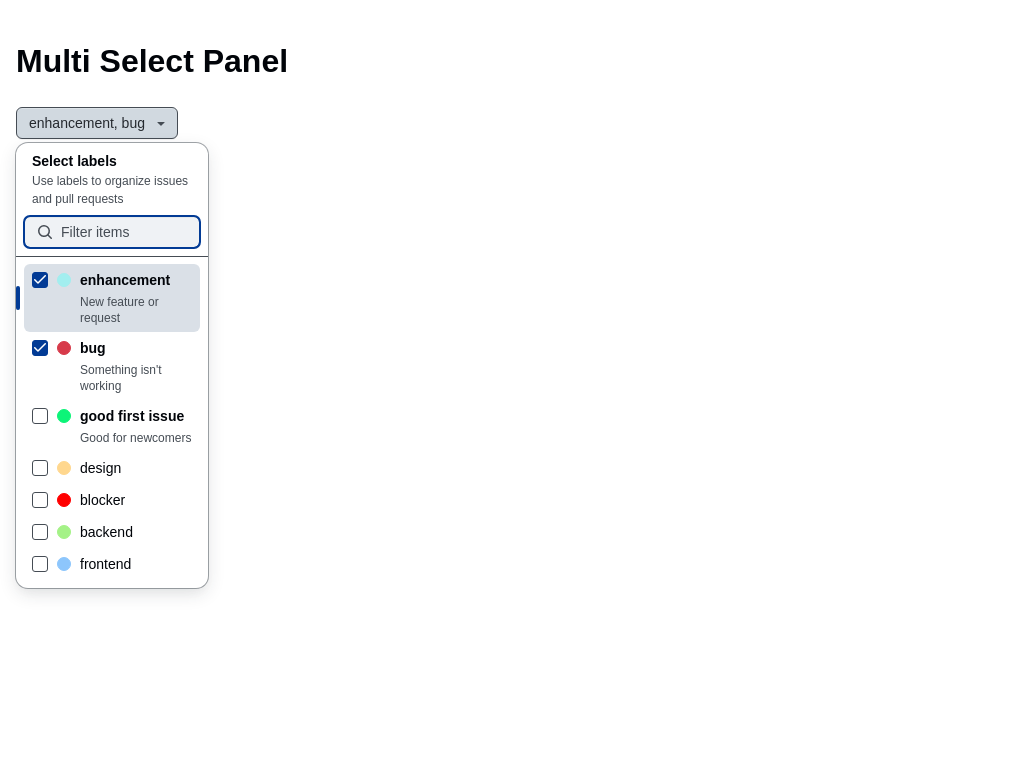 Multi Select Panel
enhancement, bug
Select labels
Use labels to organize issues
and pull requests
Filter items
enhancement
New feature or
request
bug
Something isn't
working
good first issue
Good for newcomers
design
blocker
backend
frontend